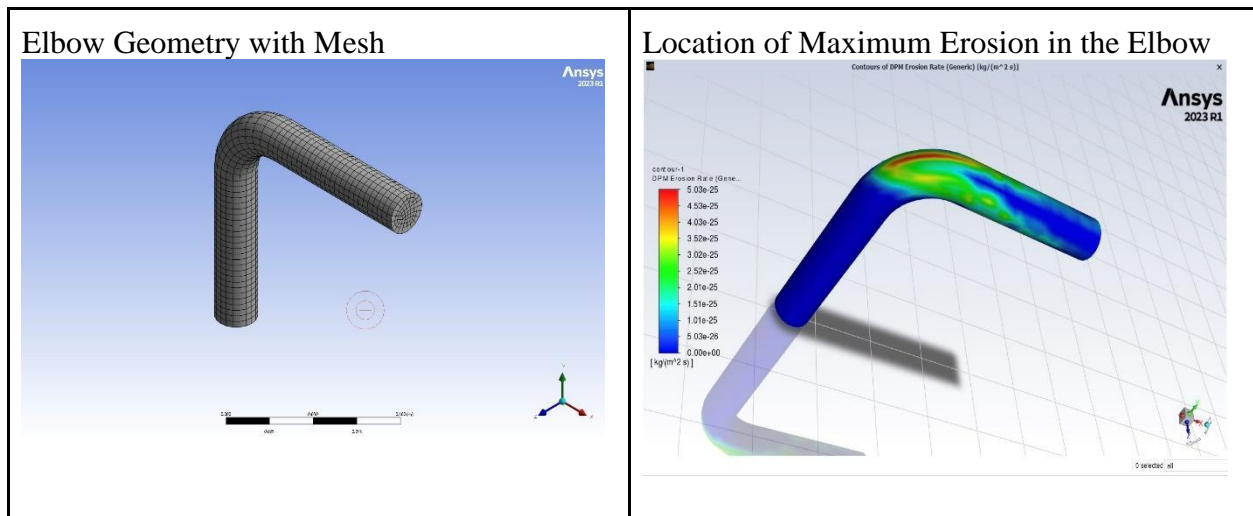 Elbow Geometry with Mesh
Ansys
2023 R1
Location of Maximum Erosion in the Elbow
Contours of DPM Erosion Rate (Generic) [kg/(m^2 s)]
Ansys
2023 R1
contour-1
DPM Erosion Rate (Gene...
5.03e-25
4.53e-25
4.03e-25
3.52e-25
3.02e-25
2.52e-25
2.01e-25
1.51e-25
1.01e-25
5.03e-26
0.00e+00
[ kg/(m^2 s) ]
0 selected all